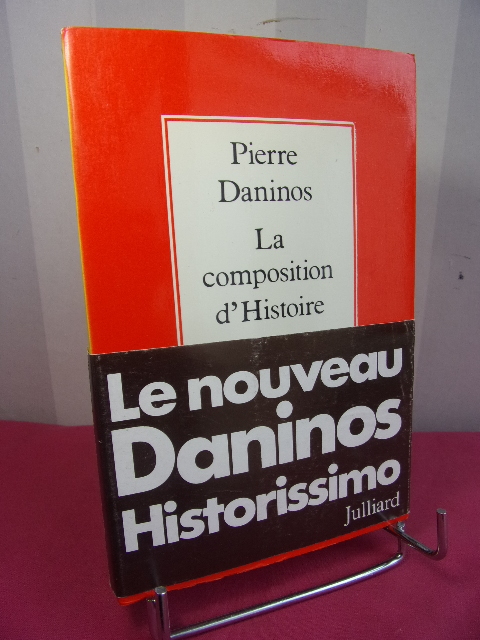 Pierre
Daninos
La
composition
d'Histoire
Le nouveau
Daninos
Historissimo
Julliard